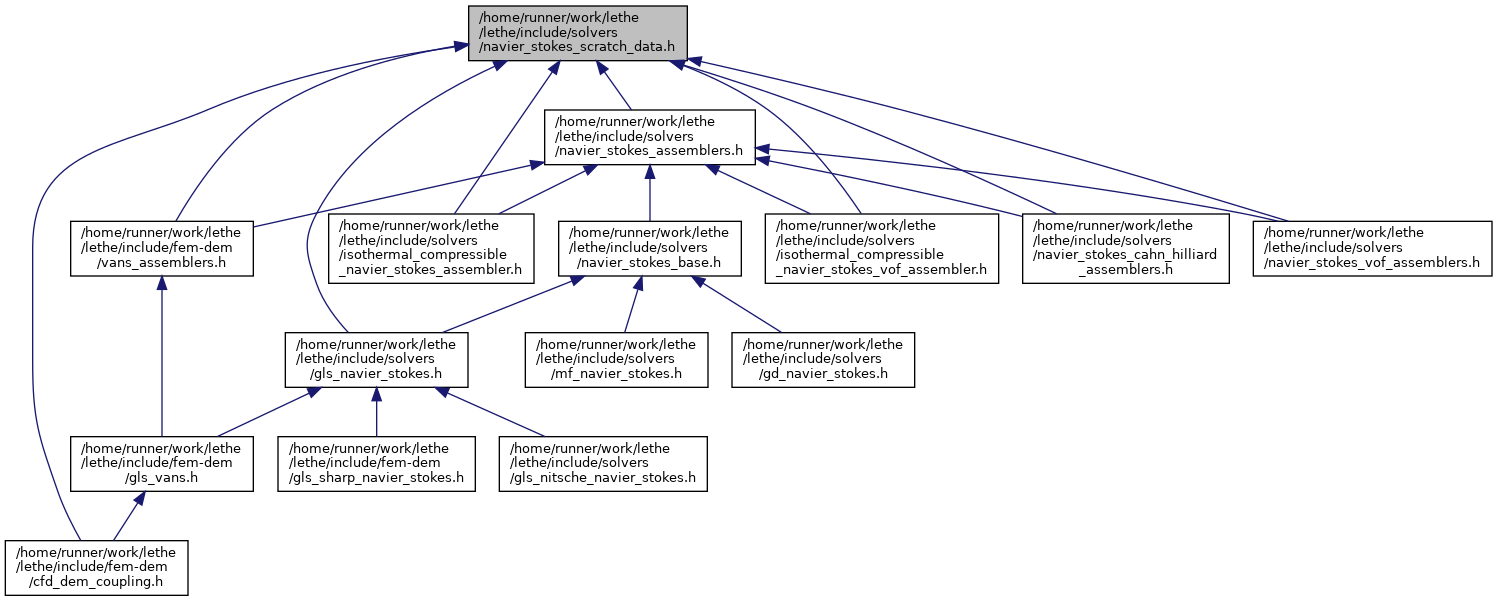 /home/runner/work/lethe
/lethe/include/solvers
/navier_stokes_scratch_data.h
/home/runner/work/lethe
/lethe/include/solvers
/navier_stokes_assemblers.h
/home/runner/work/lethe
/lethe/include/fem-dem
/vans_assemblers.h
/home/runner/work/lethe
/lethe/include/solvers
/isothermal_compressible
_navier_stokes_assembler.h
/home/runner/work/lethe
/lethe/include/solvers
/navier_stokes_base.h
/home/runner/work/lethe
/lethe/include/solvers
/isothermal_compressible
_navier_stokes_vof_assembler.h
/home/runner/work/lethe
/lethe/include/solvers
/navier_stokes_cahn_hilliard
_assemblers.h
/home/runner/work/lethe
/lethe/include/solvers
/navier_stokes_vof_assemblers.h
/home/runner/work/lethe
/lethe/include/solvers
/gls_navier_stokes.h
/home/runner/work/lethe
/lethe/include/solvers
/mf_navier_stokes.h
/home/runner/work/lethe
/lethe/include/solvers
/gd_navier_stokes.h
/home/runner/work/lethe
/lethe/include/fem-dem
/gls_vans.h
/home/runner/work/lethe
/lethe/include/fem-dem
/gls_sharp_navier_stokes.h
/home/runner/work/lethe
/lethe/include/solvers
/gls_nitsche_navier_stokes.h
/home/runner/work/lethe
/lethe/include/fem-dem
/cfd_dem_coupling.h